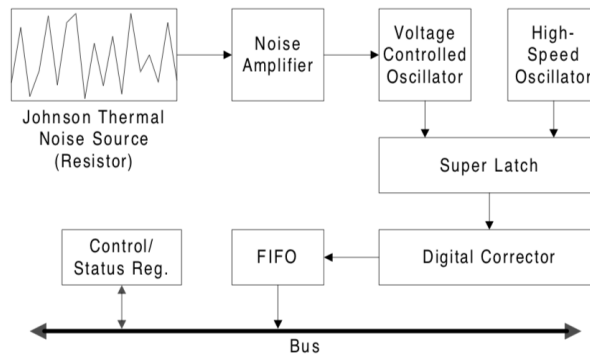 Noise
Amplifier
Voltage
Controlled
Oscillator
High-
Speed
Oscillator
Johnson Thermal
Noise Source
(Resistor)
Super Latch
Control/
Status Reg.
FIFO
Digital Corrector
Bus